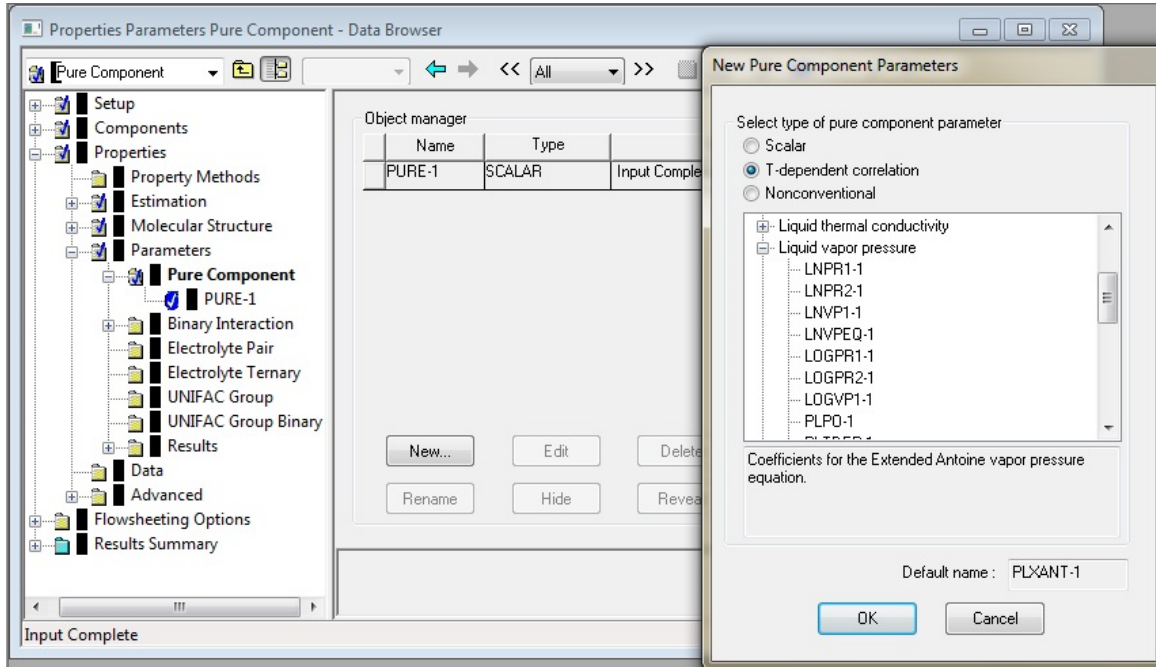 Properties Parameters Pure Component - Data Browser
Pure Component
<< All >>
Setup
Components
Properties
Property Methods
Estimation
Molecular Structure
Parameters
Pure Component
PURE-1
Binary Interaction
Electrolyte Pair
Electrolyte Ternary
UNIFAC Group
UNIFAC Group Binary
Results
Data
Advanced
Flowsheeting Options
Results Summary
Input Complete
Object manager
Name Type
PURE-1 SCALAR Input Comple
New... Edit Delete
Rename Hide Revea
New Pure Component Parameters
Select type of pure component parameter
Scalar
T-dependent correlation
Nonconventional
Liquid thermal conductivity
Liquid vapor pressure
LNPR1-1
LNPR2-1
LNVP1-1
LNVPEQ-1
LOGPR1-1
LOGPR2-1
LOGVP1-1
PLPO-1
Coefficients for the Extended Antoine vapor pressure
equation.
Default name : PLXANT-1
OK Cancel